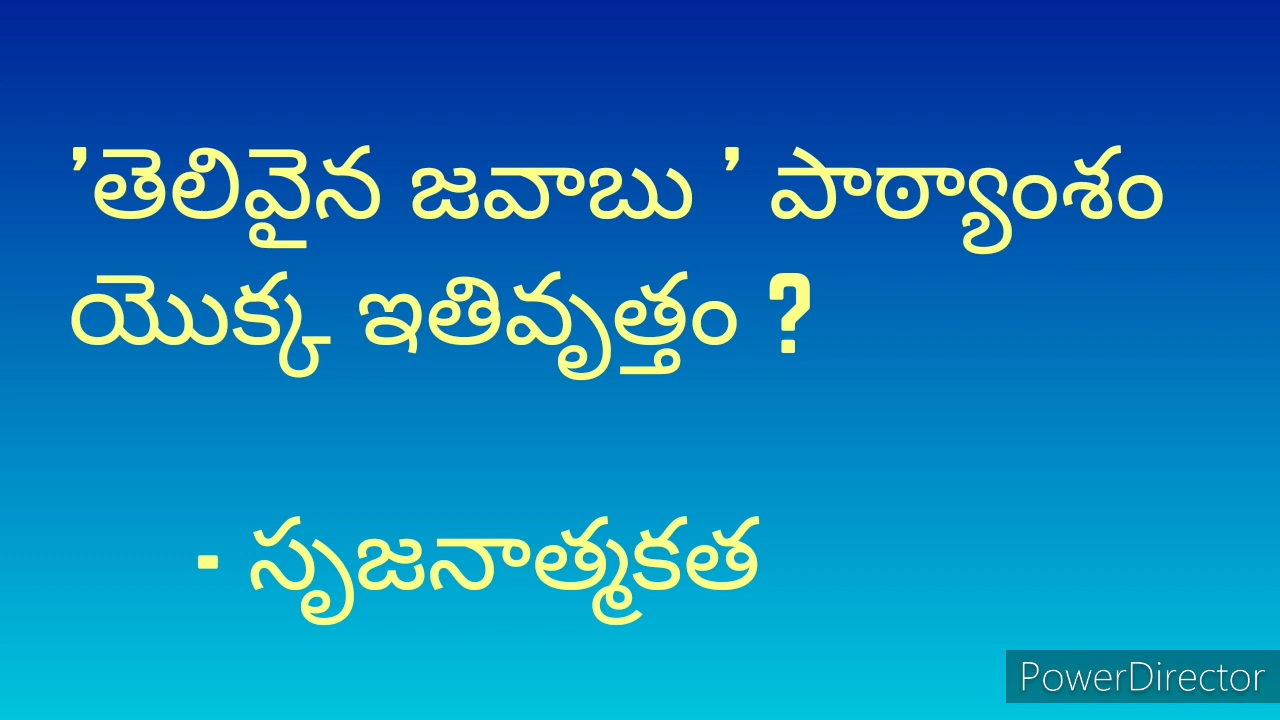 ’తెలివైన జవాబు ’ పాఠ్యాంశం
యొక్క ఇతివృత్తం ?
- సృజనాత్మకత
PowerDirector